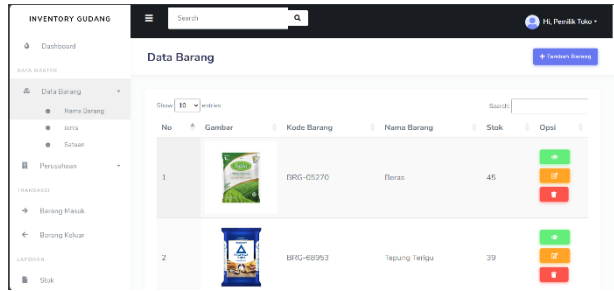 INVENTORY GUDANG
Search
Hi, Pemilik Toko
Dashboard
DATA MASTER
Data Barang
Nama Barang
Jenis
Satuan
Perusahaan
TRANSAKSI
Barang Masuk
Barang Keluar
LAPORAN
Stok
Data Barang
+ Tambah Barang
Show 10 entries
Search:
No Gambar Kode Barang Nama Barang Stok Opsi
1 BRG-05270 Beras 45
2 BRG-68953 Tepung Terigu 39